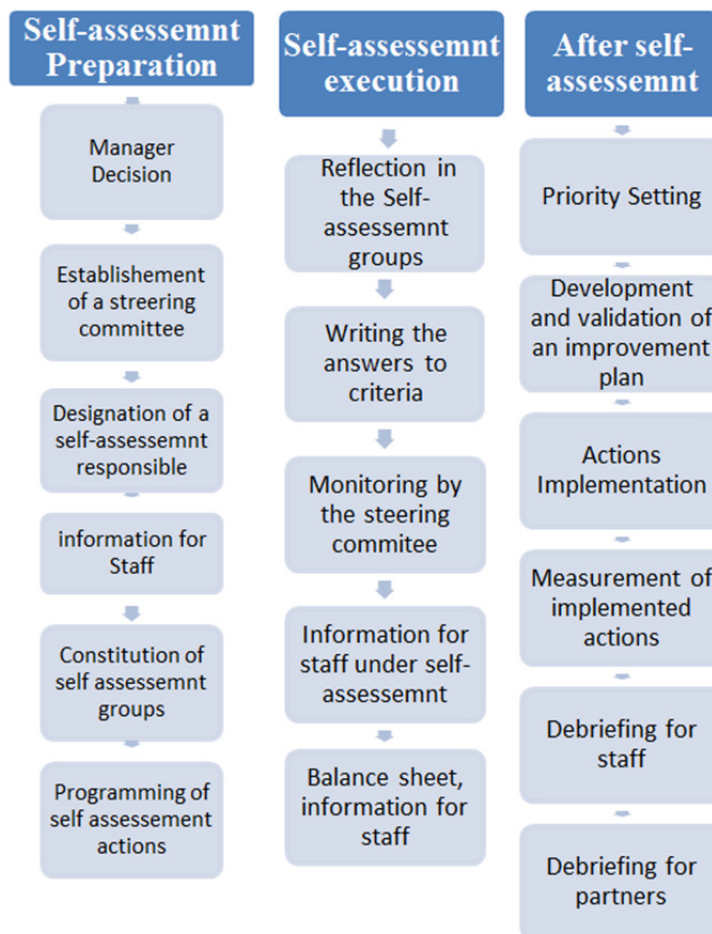 Self-assessemnt
Preparation
Manager
Decision
Establishement
of a streering
committee
Designation of a
self-assessemnt
responsible
information for
Staff
Constitution of
self assessemnt
groups
Programming of
self assessement
actions
Self-assessemnt
execution
Reflection in
the Self-
assessemnt
groups
Writing the
answers to
criteria
Monitoring by
the steering
commitee
Information for
staff under self-
assessemnt
Balance sheet,
information for
staff
After self-
assessemnt
Priority Setting
Development
and validation of
an improvement
plan
Actions
Implementation
Measurement of
implemented
actions
Debriefing for
staff
Debriefing for
partners